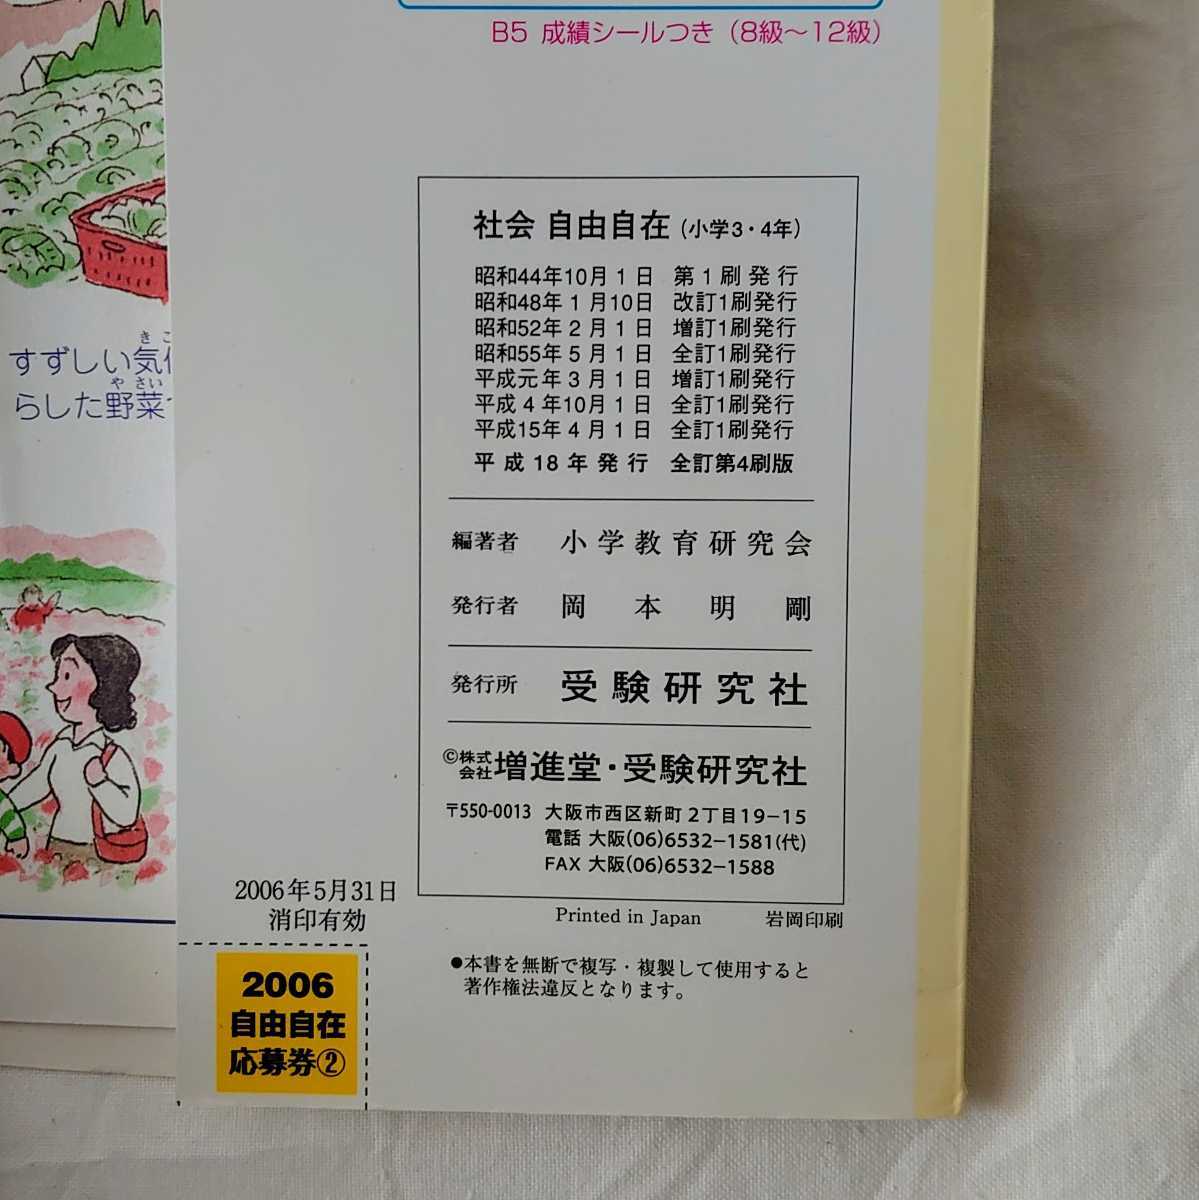 B5 成績シールつき（8級〜12級）
社会 自由自在（小学3・4年）
昭和44年10月1日 第1刷発行
昭和48年1月10日 改訂1刷発行
昭和52年2月1日 増訂1刷発行
昭和55年5月1日 全訂1刷発行
平成元年3月1日 増訂1刷発行
平成4年10月1日 全訂1刷発行
平成15年4月1日 全訂1刷発行
平成18年発行 全訂第4刷版
編著者 小学教育研究会
発行者 岡本明剛
発行所 受験研究社
©株式会社 増進堂・受験研究社
〒550-0013 大阪市西区新町2丁目19-15
電話 大阪(06)6532-1581(代)
FAX 大阪(06)6532-1588
Printed in Japan 岩岡印刷
●本書を無断で複写・複製して使用すると
著作権法違反となります。
2006年5月31日
消印有効
2006
自由自在
応募券②
きこ
すずしい気
やさい
らした野菜